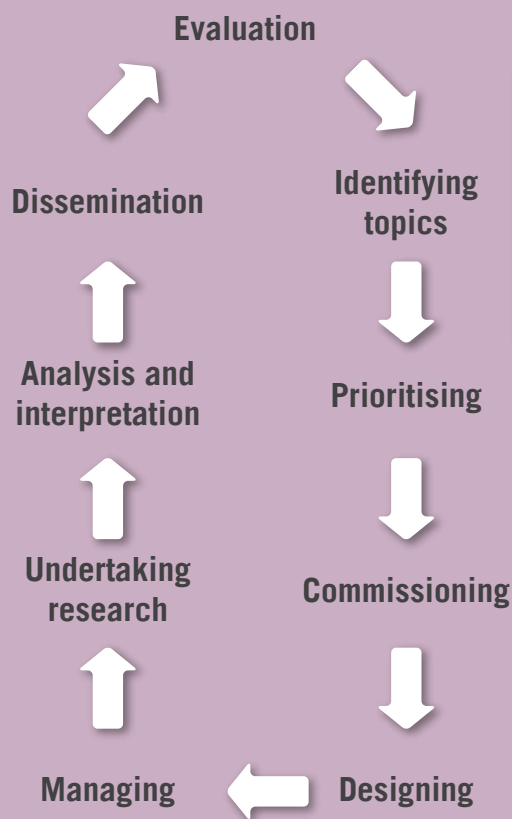 Evaluation
Identifying
topics
Prioritising
Commissioning
Designing
Managing
Undertaking
research
Analysis and
interpretation
Dissemination